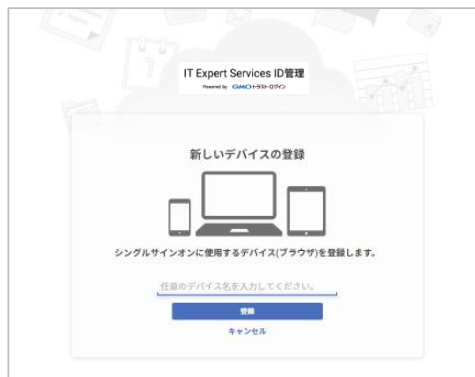 IT Expert Services ID管理
Powered by GMOトラスト・ログイン
新しいデバイスの登録
シングルサインオンに使用するデバイス(ブラウザ)を登録します。
任意のデバイス名を入力してください。
登録
キャンセル